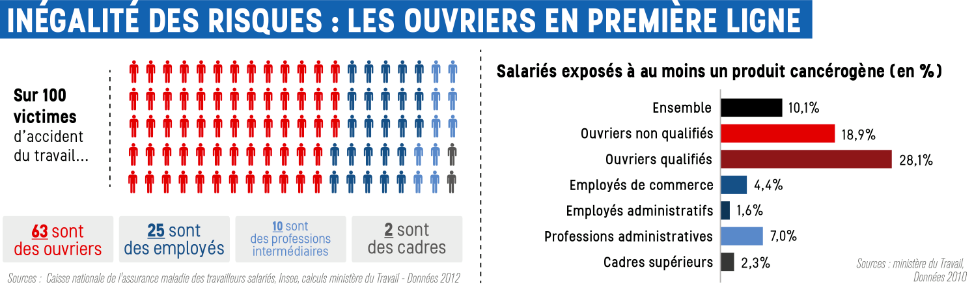 INÉGALITÉ DES RISQUES : LES OUVRIERS EN PREMIÈRE LIGNE
Sur 100
victimes
d'accident
du travail...
63 sont
des ouvriers
25 sont
des employés
10 sont
des professions
intermédiaires
2 sont
des cadres
Sources : Caisse nationale de l'assurance maladie des travailleurs salariés, Insee, calculs ministère du Travail - Données 2012
Salariés exposés à au moins un produit cancérogène (en %)
Ensemble 10,1%
Ouvriers non qualifiés 18,9%
Ouvriers qualifiés 28,1%
Employés de commerce 4,4%
Employés administratifs 1,6%
Professions administratives 7,0%
Cadres supérieurs 2,3%
Sources : ministère du Travail,
Données 2010